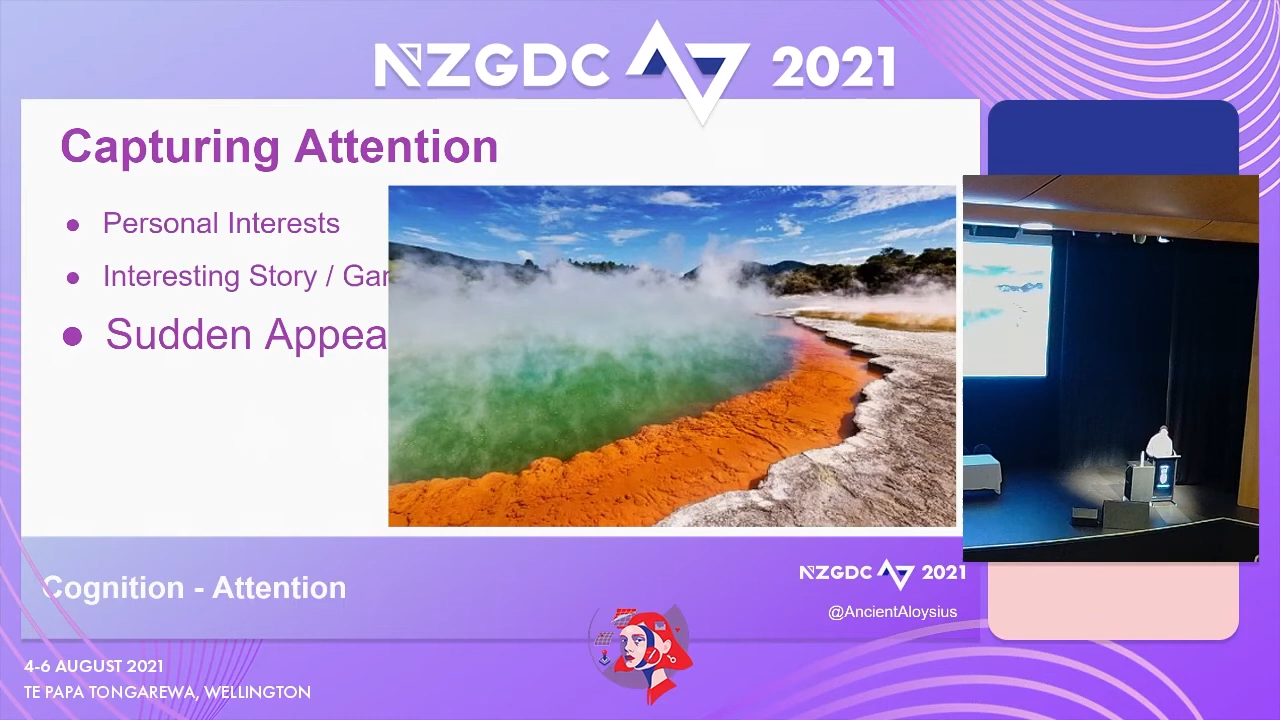 NZGDC 2021
Capturing Attention
Personal Interests
Interesting Story / Gar
Sudden Appea
Cognition - Attention
NZGDC 2021
@AncientAloysius
4-6 AUGUST 2021
TE PAPA TONGAREWA, WELLINGTON